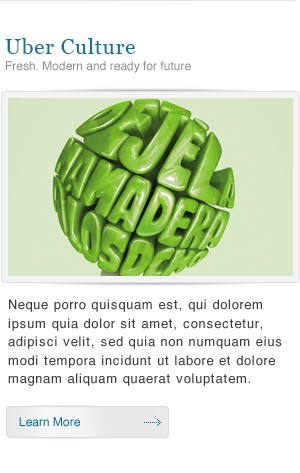 Uber Culture
Fresh. Modern and ready for future
Neque porro quisquam est, qui dolorem
ipsum quia dolor sit amet, consectetur,
adipisci velit, sed quia non numquam eius
modi tempora incidunt ut labore et dolore
magnam aliquam quaerat voluptatem.
Learn More